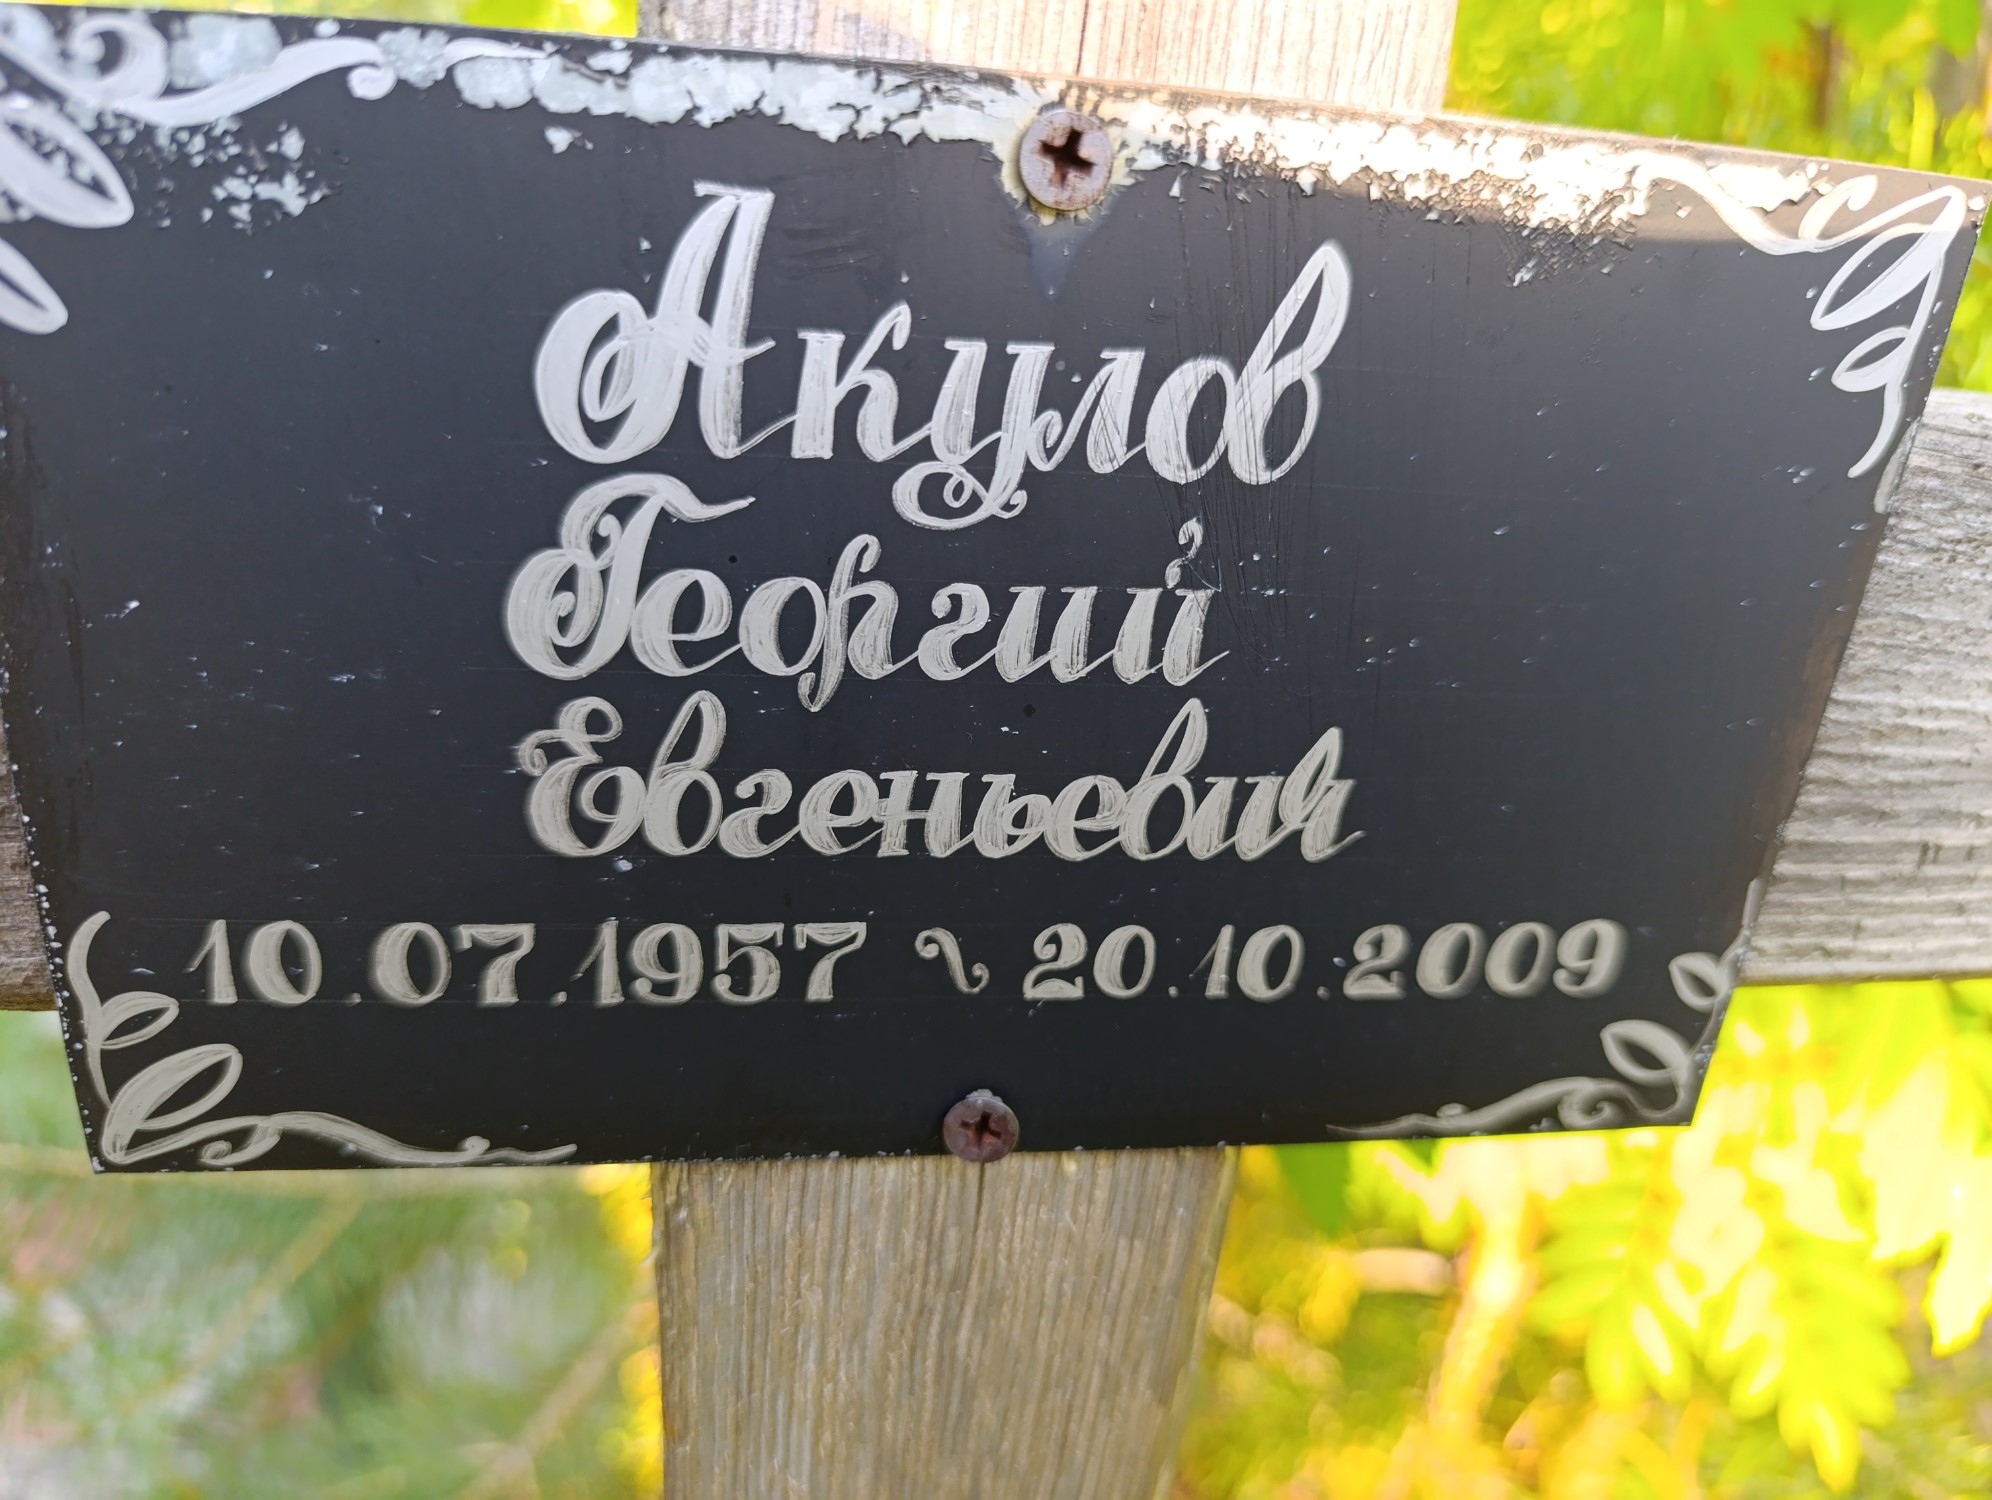 Акулов
Георгий
Евгеньевич
10.07.1957 ~ 20.10.2009